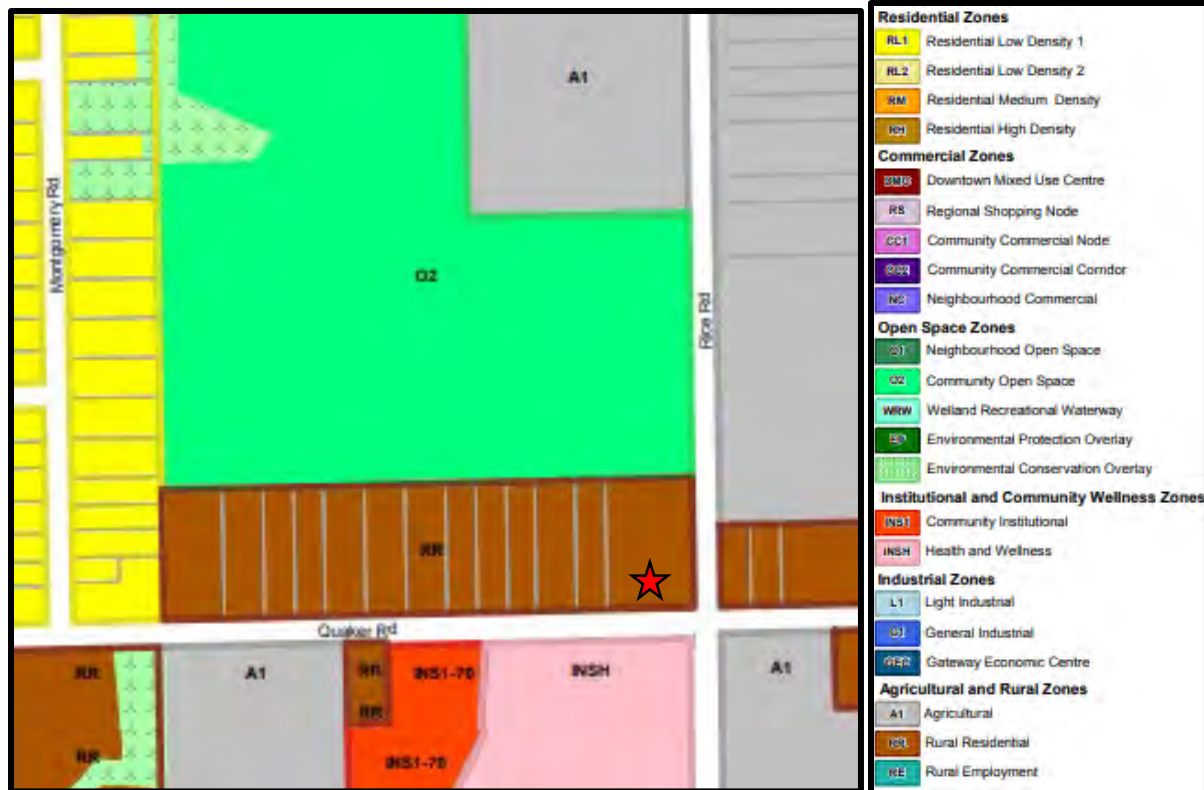 A1
Montgomery Rd
O2
Rice Rd
RR
Quaker Rd
RR
A1
RR
INS1-70
INSH
A1
RR
RR
INS1-70
Residential Zones
RL1 Residential Low Density 1
RL2 Residential Low Density 2
RM Residential Medium Density
RH Residential High Density
Commercial Zones
DMC Downtown Mixed Use Centre
RS Regional Shopping Node
CC1 Community Commercial Node
CC2 Community Commercial Corridor
NC Neighbourhood Commercial
Open Space Zones
O1 Neighbourhood Open Space
O2 Community Open Space
WRW Welland Recreational Waterway
EP Environmental Protection Overlay
Environmental Conservation Overlay
Institutional and Community Wellness Zones
INS1 Community Institutional
INSH Health and Wellness
Industrial Zones
L1 Light Industrial
G1 General Industrial
GEC Gateway Economic Centre
Agricultural and Rural Zones
A1 Agricultural
RR Rural Residential
RE Rural Employment